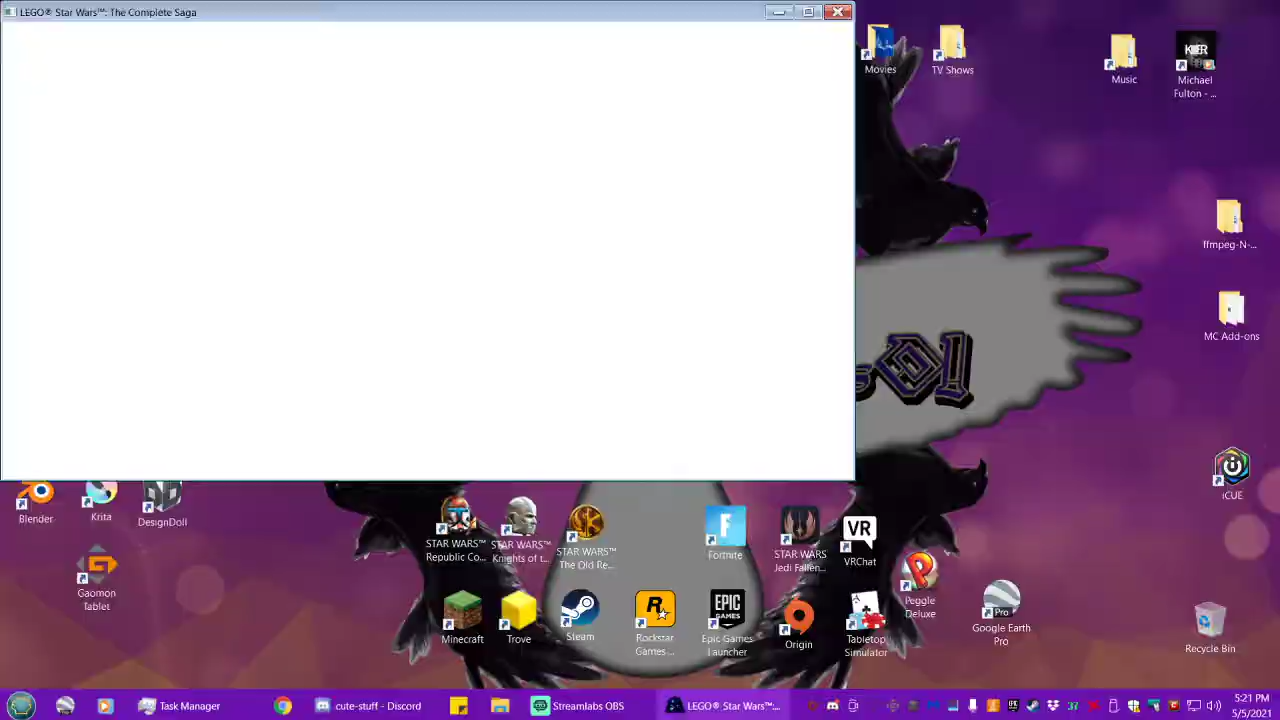 LEGO® Star Wars™: The Complete Saga
Movies
TV Shows
Music
KIER
Michael
Fulton - ...
ffmpeg-N-...
MC Add-ons
iCUE
Blender
Krita
DesignDoll
STAR WARS™
Republic Co...
STAR WARS™
Knights of t...
STAR WARS™
The Old Re...
Fortnite
STAR WARS
Jedi Fallen...
VR
VRChat
Gaomon
Tablet
Peggle
Deluxe
Minecraft
Trove
Steam
Rockstar
Games ...
EPIC
GAMES
Epic Games
Launcher
Origin
Tabletop
Simulator
Pro
Google Earth
Pro
Recycle Bin
Task Manager
cute-stuff - Discord
Streamlabs OBS
LEGO® Star Wars™:...
5:21 PM
5/5/2021